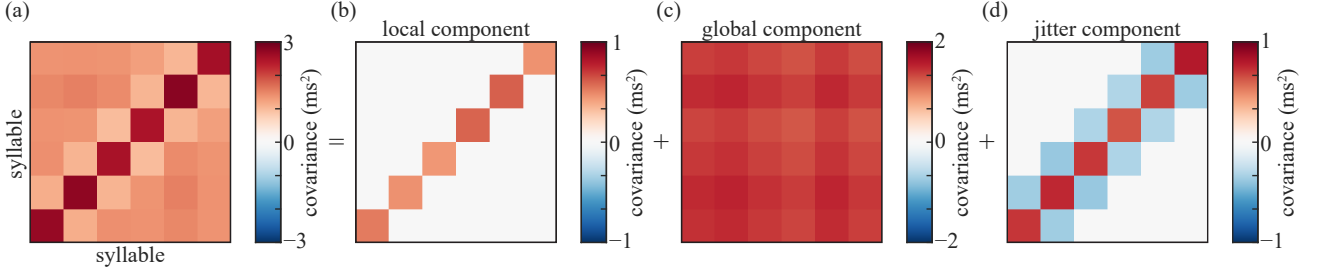 (a)
(b)
(c)
(d)
local component
global component
jitter component
syllable
syllable
3
0
−3
covariance (ms²)
=
1
0
−1
covariance (ms²)
+
2
0
−2
covariance (ms²)
+
1
0
−1
covariance (ms²)